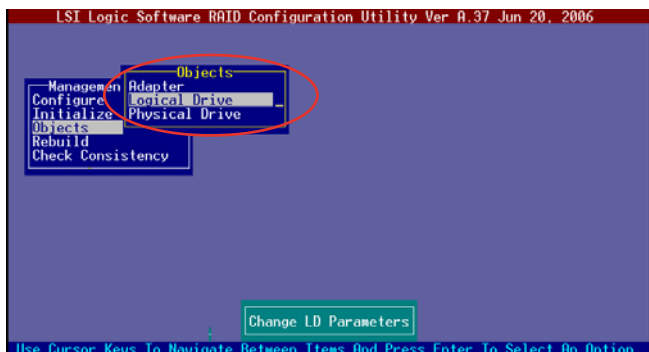 LSI Logic Software RAID Configuration Utility Ver A.37 Jun 20, 2006
Objects
Adapter
Logical Drive
Physical Drive
Managemen
Configure
Initialize
Objects
Rebuild
Check Consistency
Change LD Parameters
Use Cursor Keys To Navigate Between Items And Press Enter To Select An Option